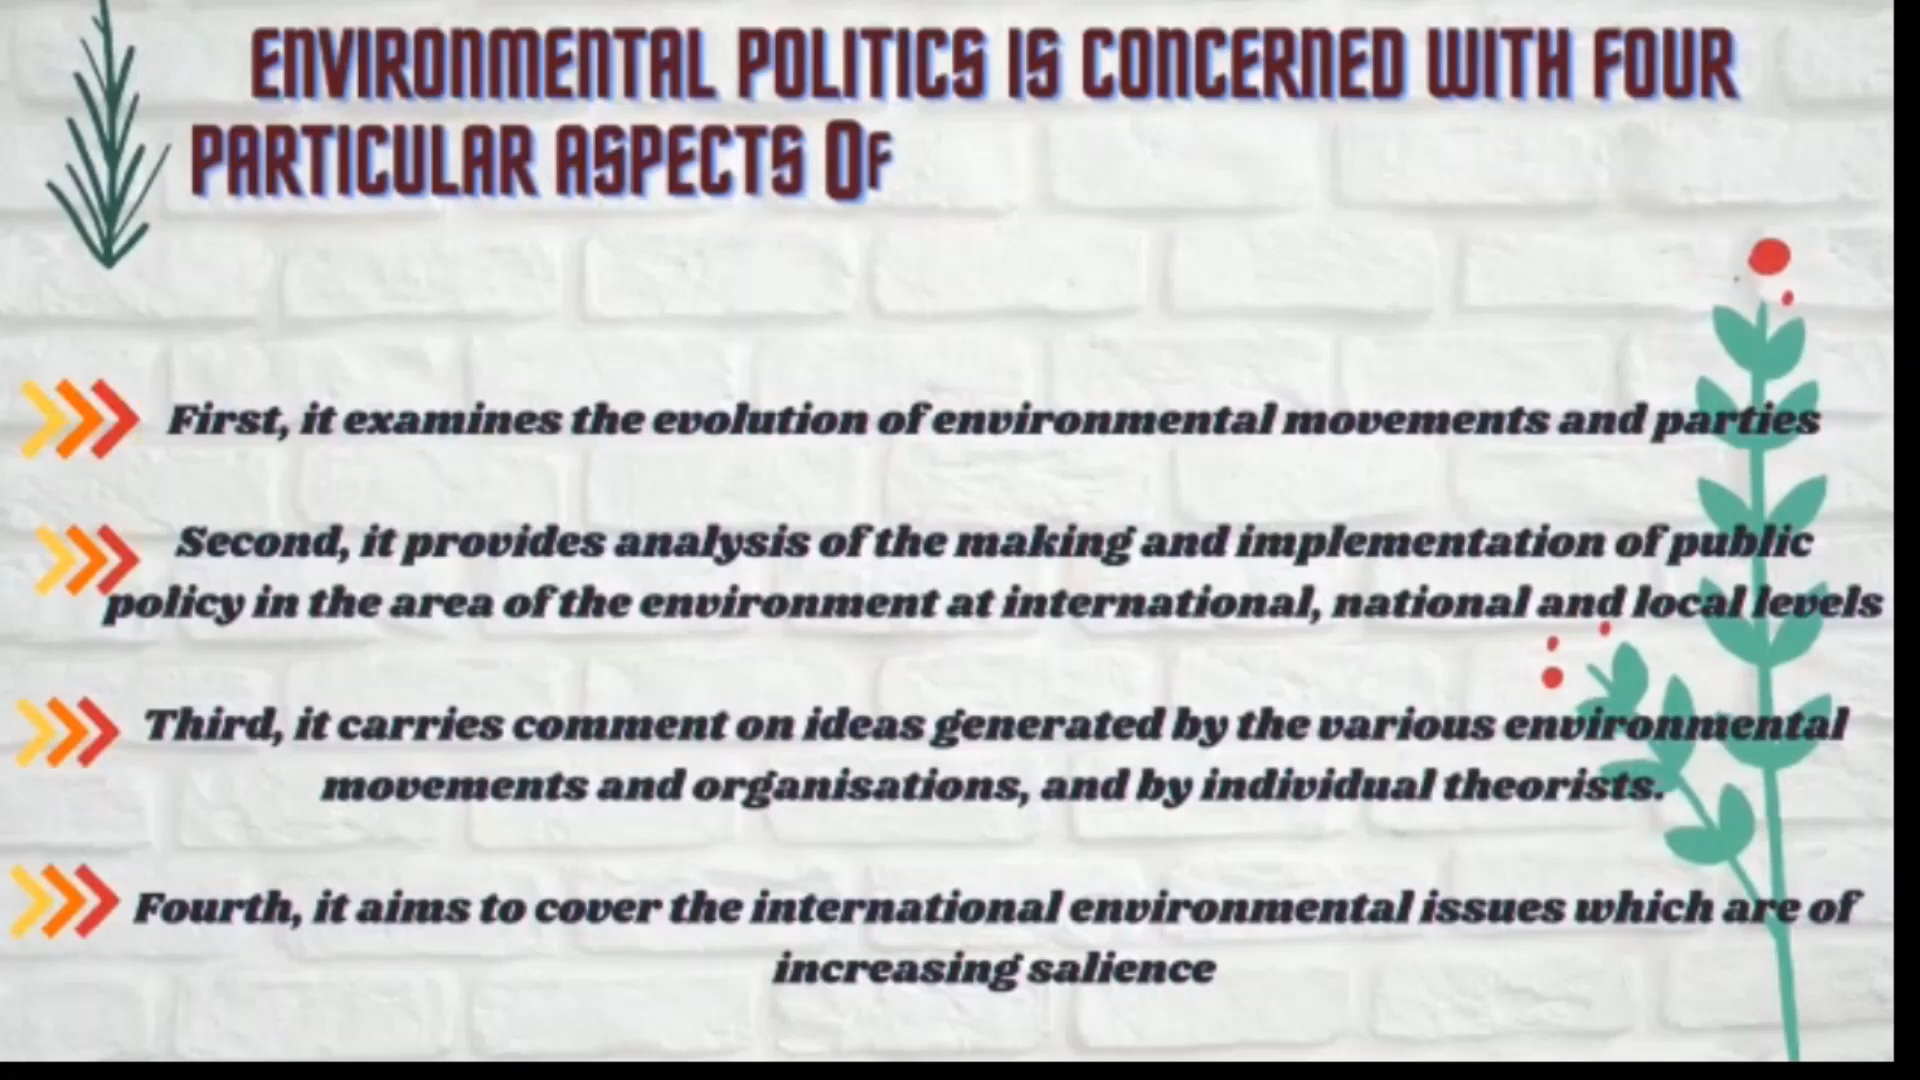 ENVIRONMENTAL POLITICS IS CONCERNED WITH FOUR
PARTICULAR ASPECTS OF
First, it examines the evolution of environmental movements and parties
Second, it provides analysis of the making and implementation of public
policy in the area of the environment at international, national and local levels
Third, it carries comment on ideas generated by the various environmental
movements and organisations, and by individual theorists.
Fourth, it aims to cover the international environmental issues which are of
increasing salience